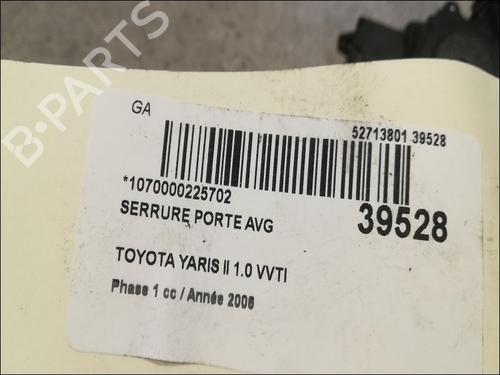 B-PARTS
GA
52713801 39528
*1070000225702
SERRURE PORTE AVG
39528
TOYOTA YARIS II 1.0 VVTI
Phase 1 cc / Année 2006